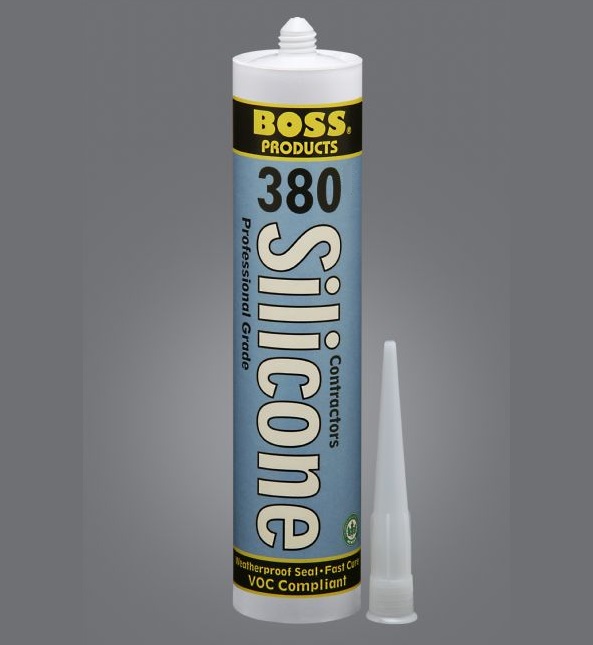 BOSS®
PRODUCTS
380
Contractors
Silicone
Professional Grade
Weatherproof Seal • Fast Cure
VOC Compliant